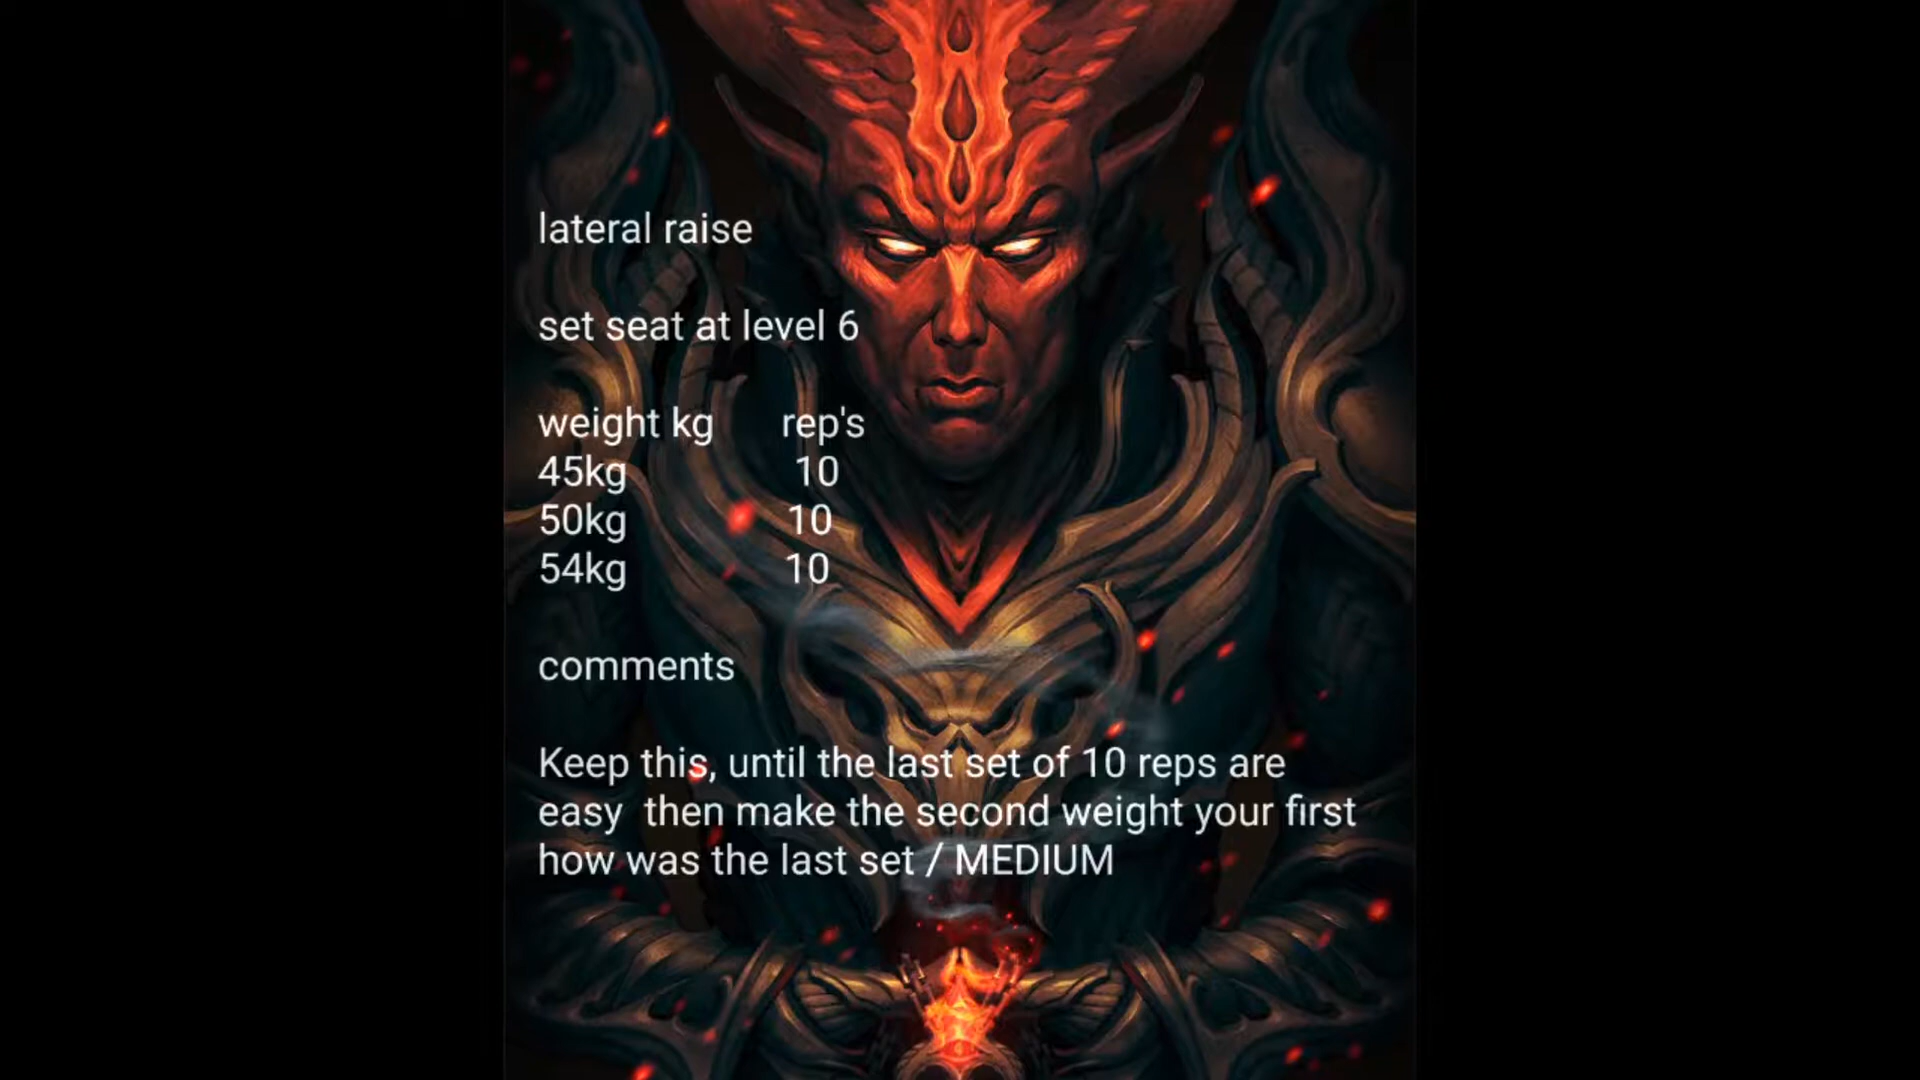 lateral raise
set seat at level 6
weight kg rep's
45kg 10
50kg 10
54kg 10
comments
Keep this, until the last set of 10 reps are
easy  then make the second weight your first
how was the last set / MEDIUM